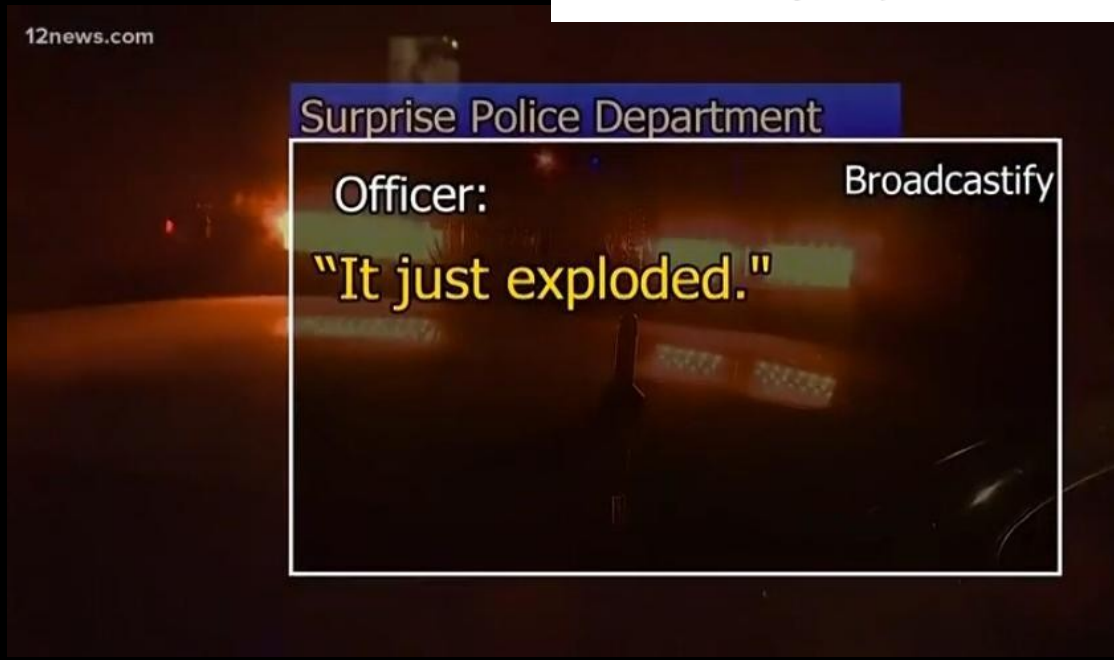 12news.com
Surprise Police Department
Officer:
Broadcastify
“It just exploded."